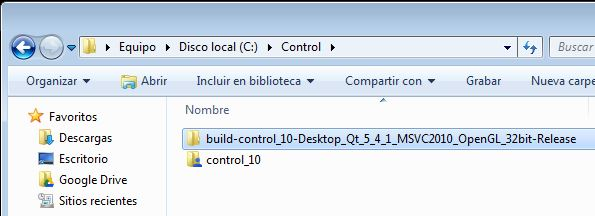 Equipo ▸ Disco local (C:) ▸ Control ▸
Buscar
Organizar Abrir Incluir en biblioteca Compartir con Grabar Nueva carpe
Favoritos
Descargas
Escritorio
Google Drive
Sitios recientes
Nombre
build-control_10-Desktop_Qt_5_4_1_MSVC2010_OpenGL_32bit-Release
control_10